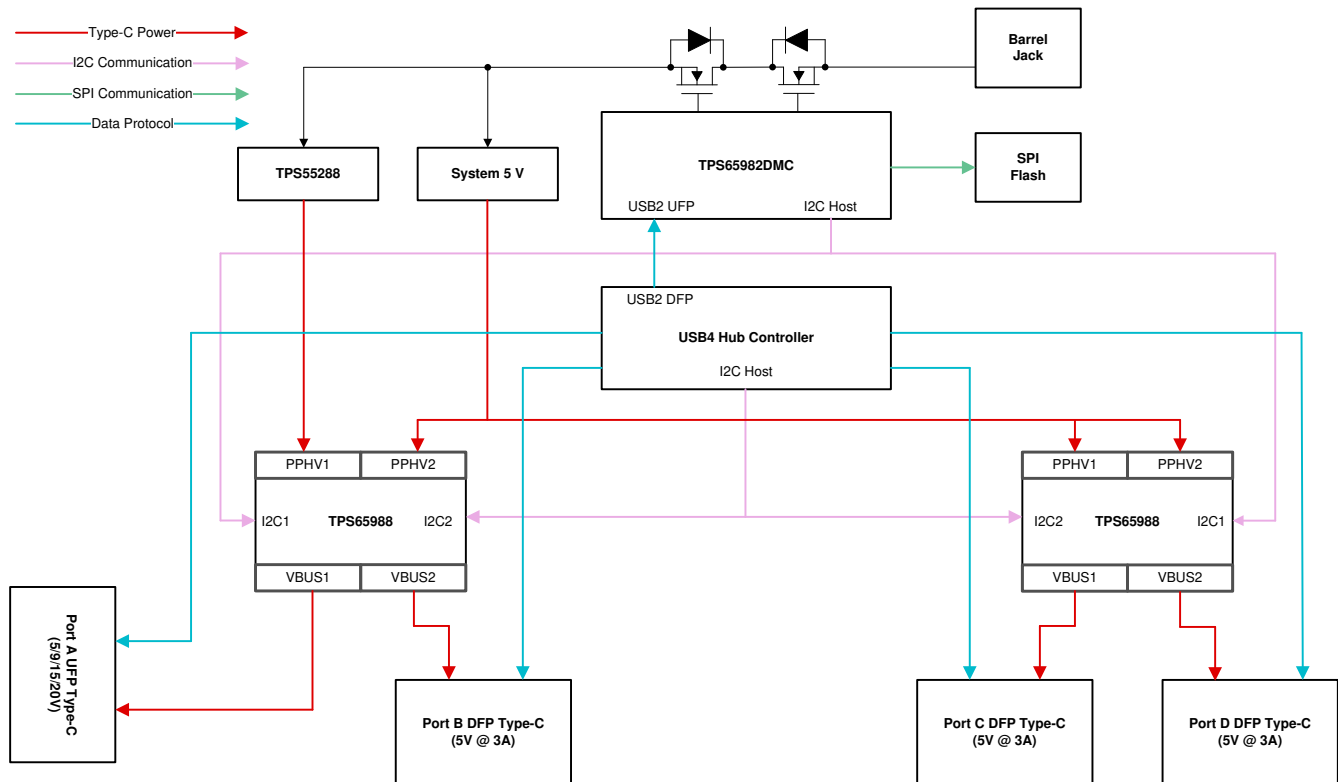 Type-C Power
I2C Communication
SPI Communication
Data Protocol
Barrel
Jack
TPS55288
System 5 V
TPS65982DMC
USB2 UFP
I2C Host
SPI
Flash
USB2 DFP
USB4 Hub Controller
I2C Host
PPHV1
PPHV2
I2C1
TPS65988
I2C2
VBUS1
VBUS2
PPHV1
PPHV2
I2C2
TPS65988
I2C1
VBUS1
VBUS2
Port A UFP Type-C
(5/9/15/20V)
Port B DFP Type-C
(5V @ 3A)
Port C DFP Type-C
(5V @ 3A)
Port D DFP Type-C
(5V @ 3A)